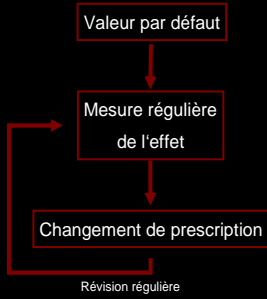 Valeur par défaut
Mesure régulière
de l‘effet
Changement de prescription
Révision régulière